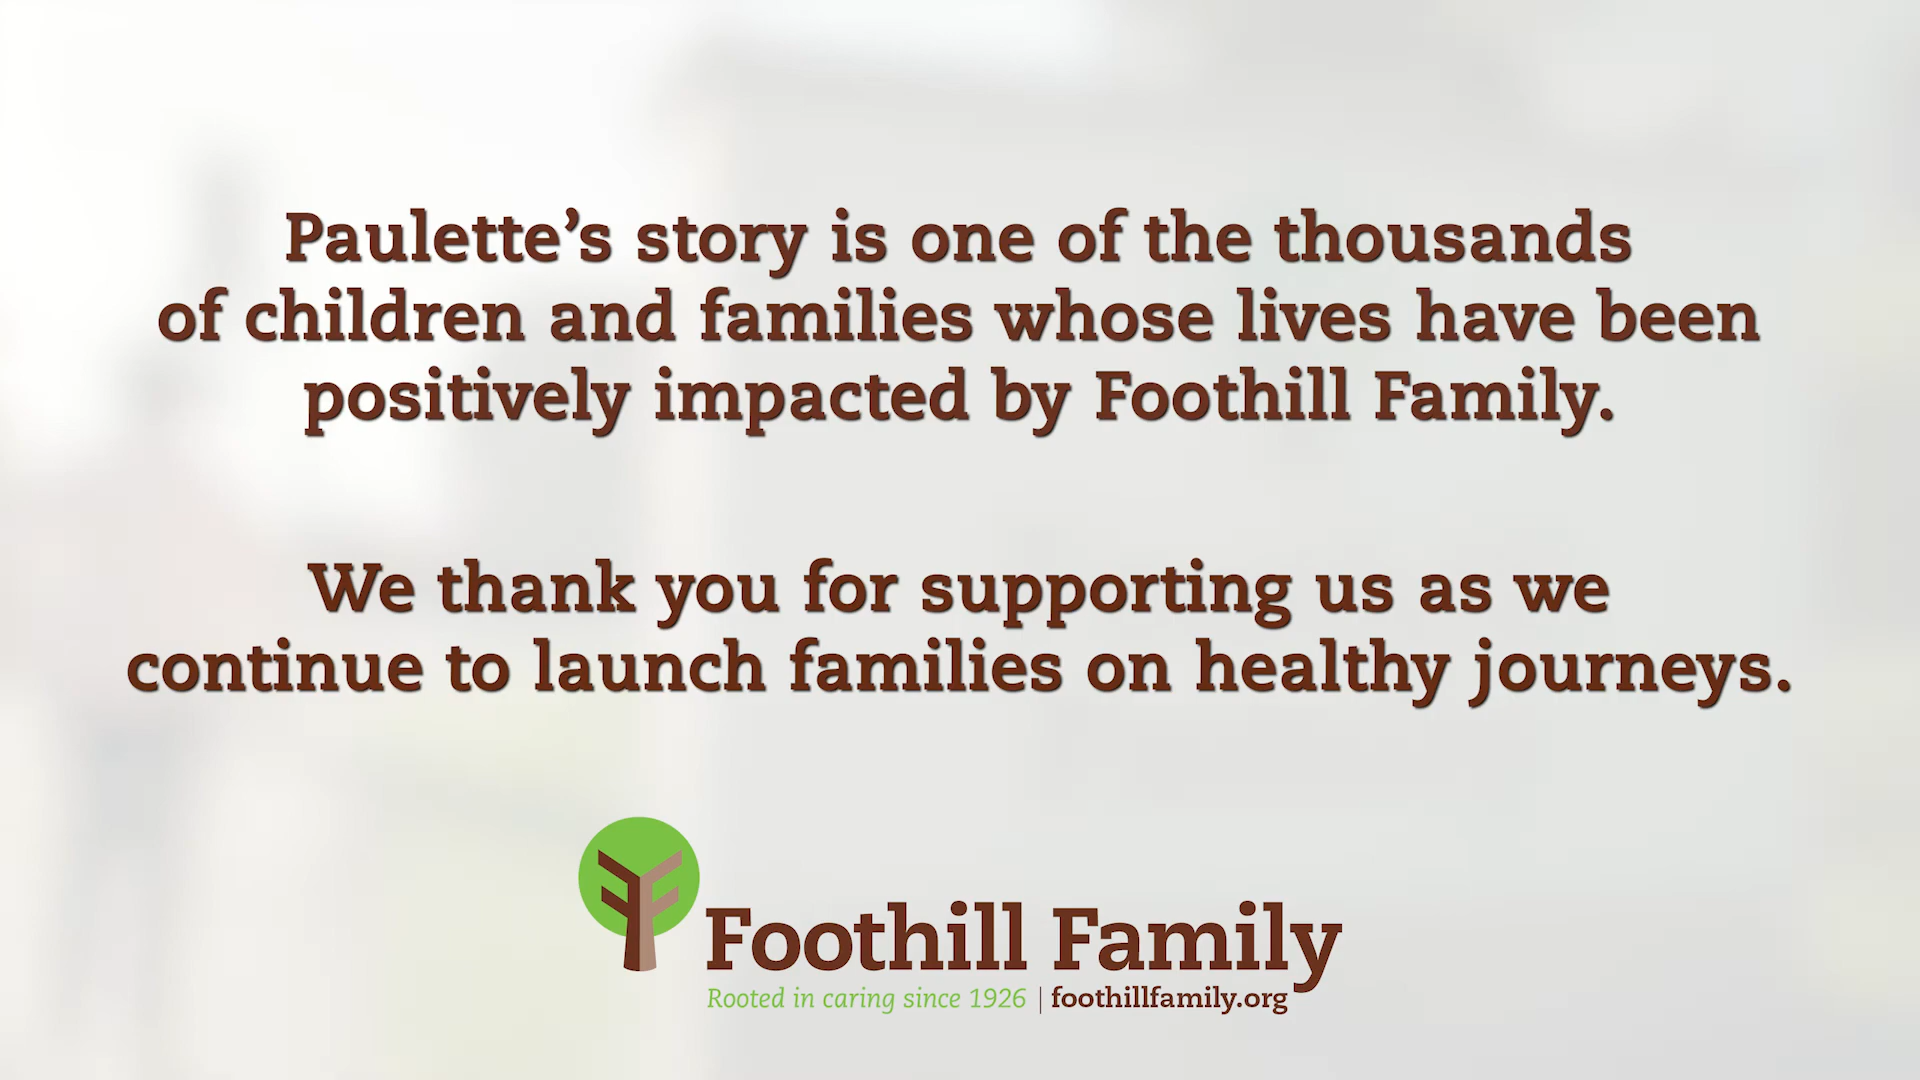 Paulette’s story is one of the thousands
of children and families whose lives have been
positively impacted by Foothill Family.
We thank you for supporting us as we
continue to launch families on healthy journeys.
Foothill Family
Rooted in caring since 1926 | foothillfamily.org